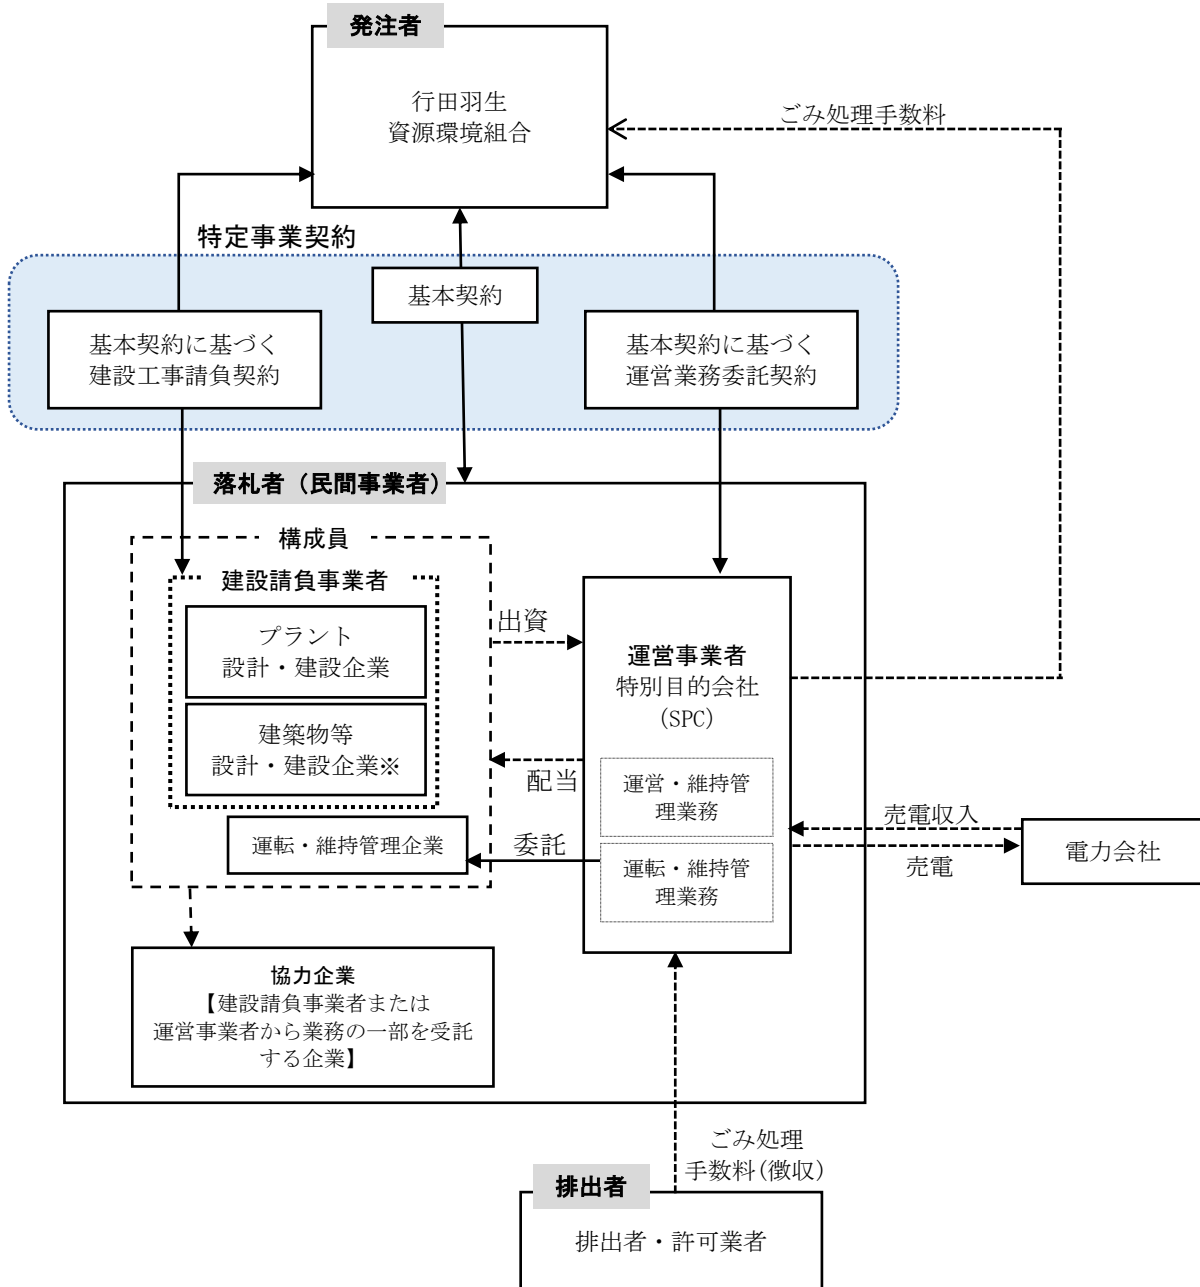 発注者
行田羽生
資源環境組合
ごみ処理手数料
特定事業契約
基本契約
基本契約に基づく
建設工事請負契約
基本契約に基づく
運営業務委託契約
落札者（民間事業者）
構成員
建設請負事業者
プラント
設計・建設企業
建築物等
設計・建設企業※
運転・維持管理企業
出資
配当
委託
運営事業者
特別目的会社
(SPC)
運営・維持管
理業務
運転・維持管
理業務
売電収入
売電
電力会社
協力企業
【建設請負事業者または
運営事業者から業務の一部を受託
する企業】
ごみ処理
手数料(徴収)
排出者
排出者・許可業者